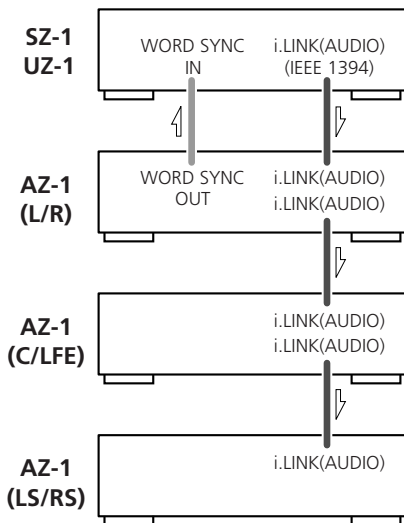 SZ-1
UZ-1
WORD SYNC
IN
i.LINK(AUDIO)
(IEEE 1394)
AZ-1
(L/R)
WORD SYNC
OUT
i.LINK(AUDIO)
i.LINK(AUDIO)
AZ-1
(C/LFE)
i.LINK(AUDIO)
i.LINK(AUDIO)
AZ-1
(LS/RS)
i.LINK(AUDIO)